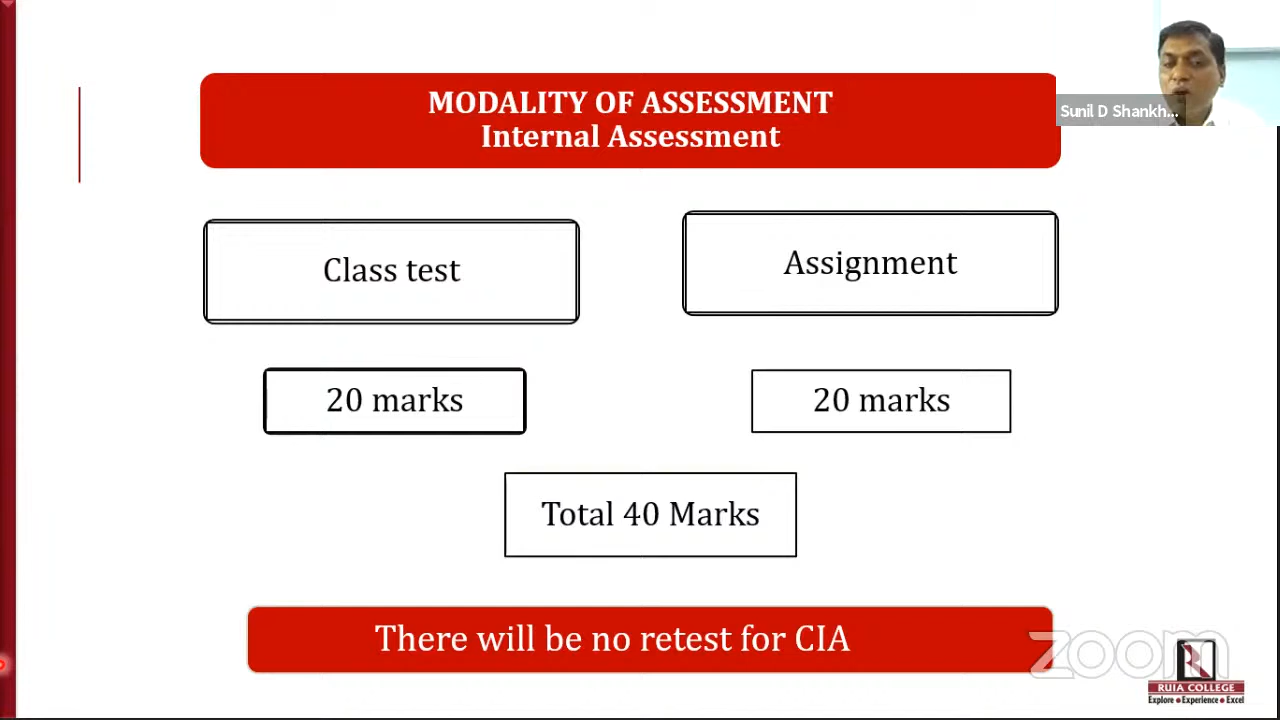 MODALITY OF ASSESSMENT
Internal Assessment
Sunil D Shankh...
Class test
Assignment
20 marks
20 marks
Total 40 Marks
There will be no retest for CIA
zoom
RUIA COLLEGE
Explore • Experience • Excel